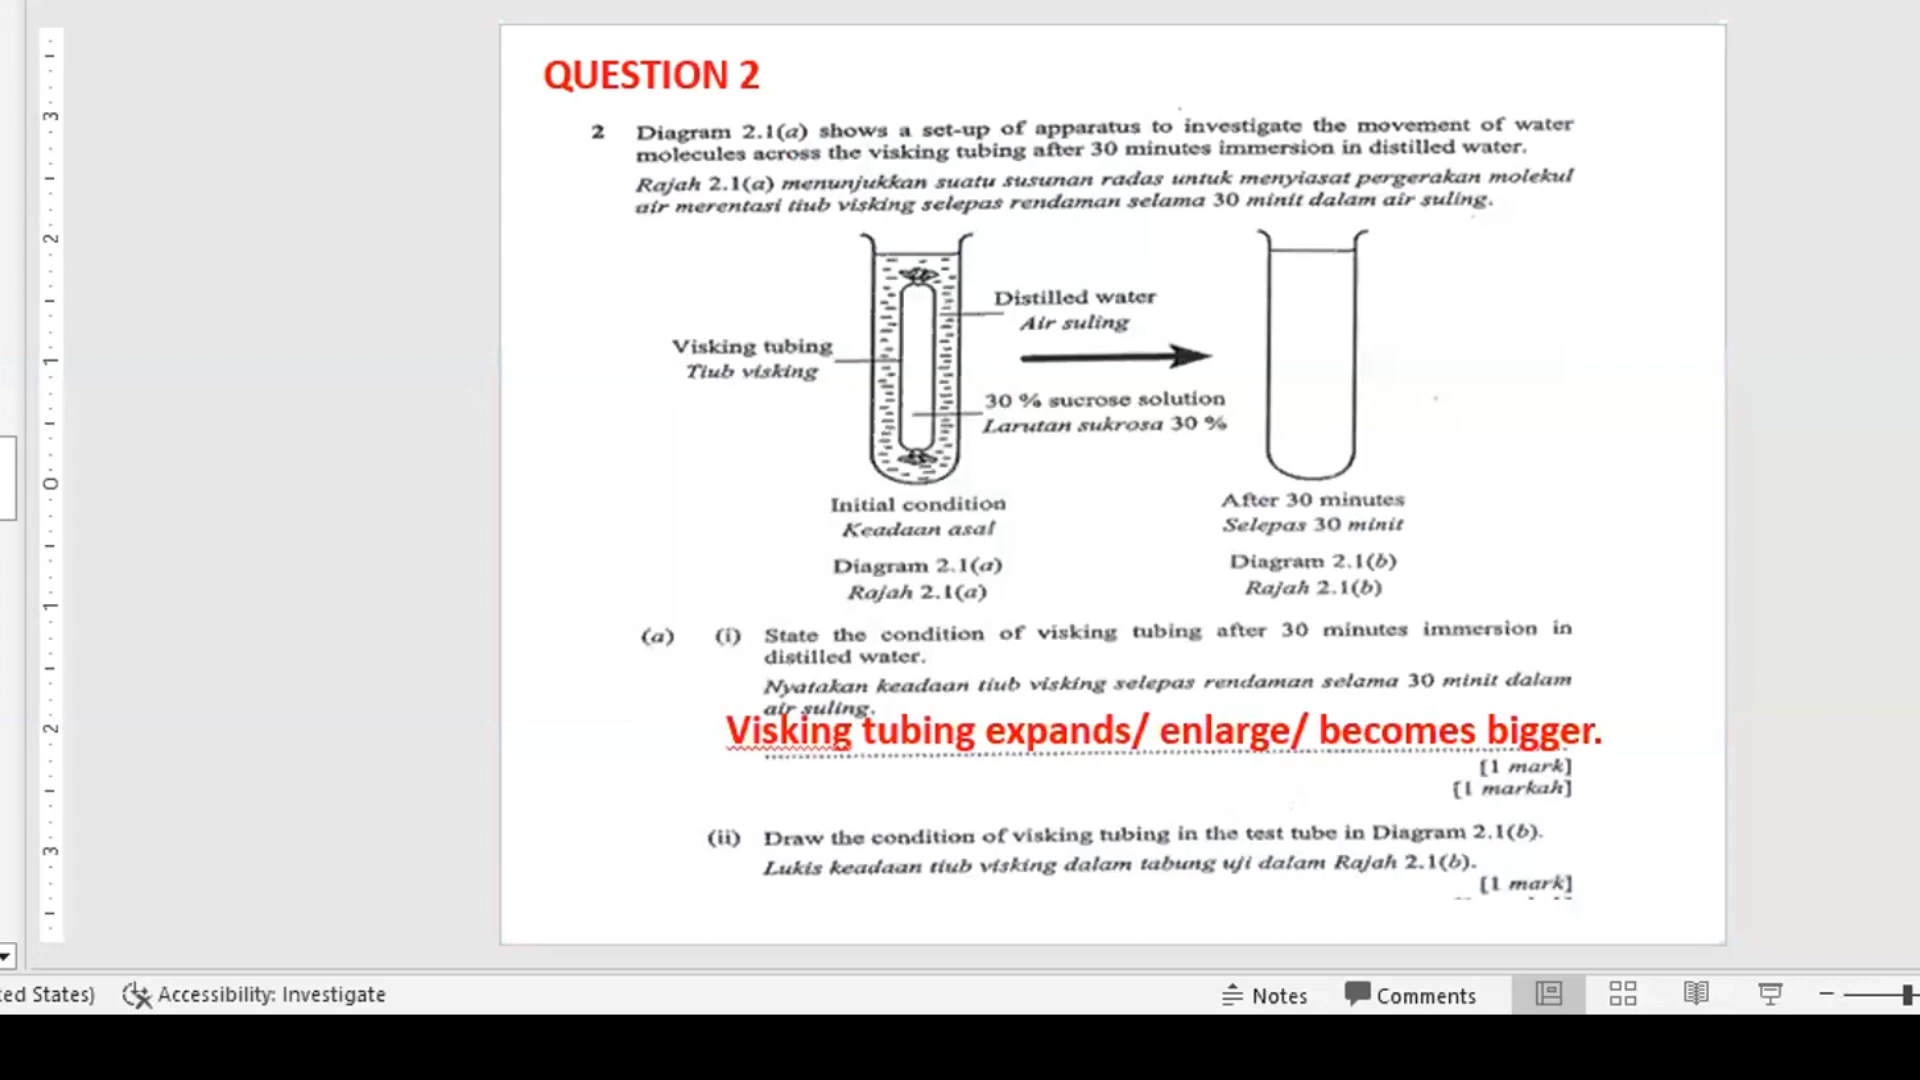 QUESTION 2
2 Diagram 2.1(a) shows a set-up of apparatus to investigate the movement of water
molecules across the visking tubing after 30 minutes immersion in distilled water.
Rajah 2.1(a) menunjukkan suatu susunan radas untuk menyiasat pergerakan molekul
air merentasi tiub visking selepas rendaman selama 30 minit dalam air suling.
Distilled water
Air suling
Visking tubing
Tiub visking
30 % sucrose solution
Larutan sukrosa 30 %
Initial condition
Keadaan asal
Diagram 2.1(a)
Rajah 2.1(a)
After 30 minutes
Selepas 30 minit
Diagram 2.1(b)
Rajah 2.1(b)
(a) (i) State the condition of visking tubing after 30 minutes immersion in
distilled water.
Nyatakan keadaan tiub visking selepas rendaman selama 30 minit dalam
air suling.
Visking tubing expands/ enlarge/ becomes bigger.
[1 mark]
[1 markah]
(ii) Draw the condition of visking tubing in the test tube in Diagram 2.1(b).
Lukis keadaan tiub visking dalam tabung uji dalam Rajah 2.1(b).
[1 mark]
3
2
1
0
1
2
3
ed States) Accessibility: Investigate Notes Comments